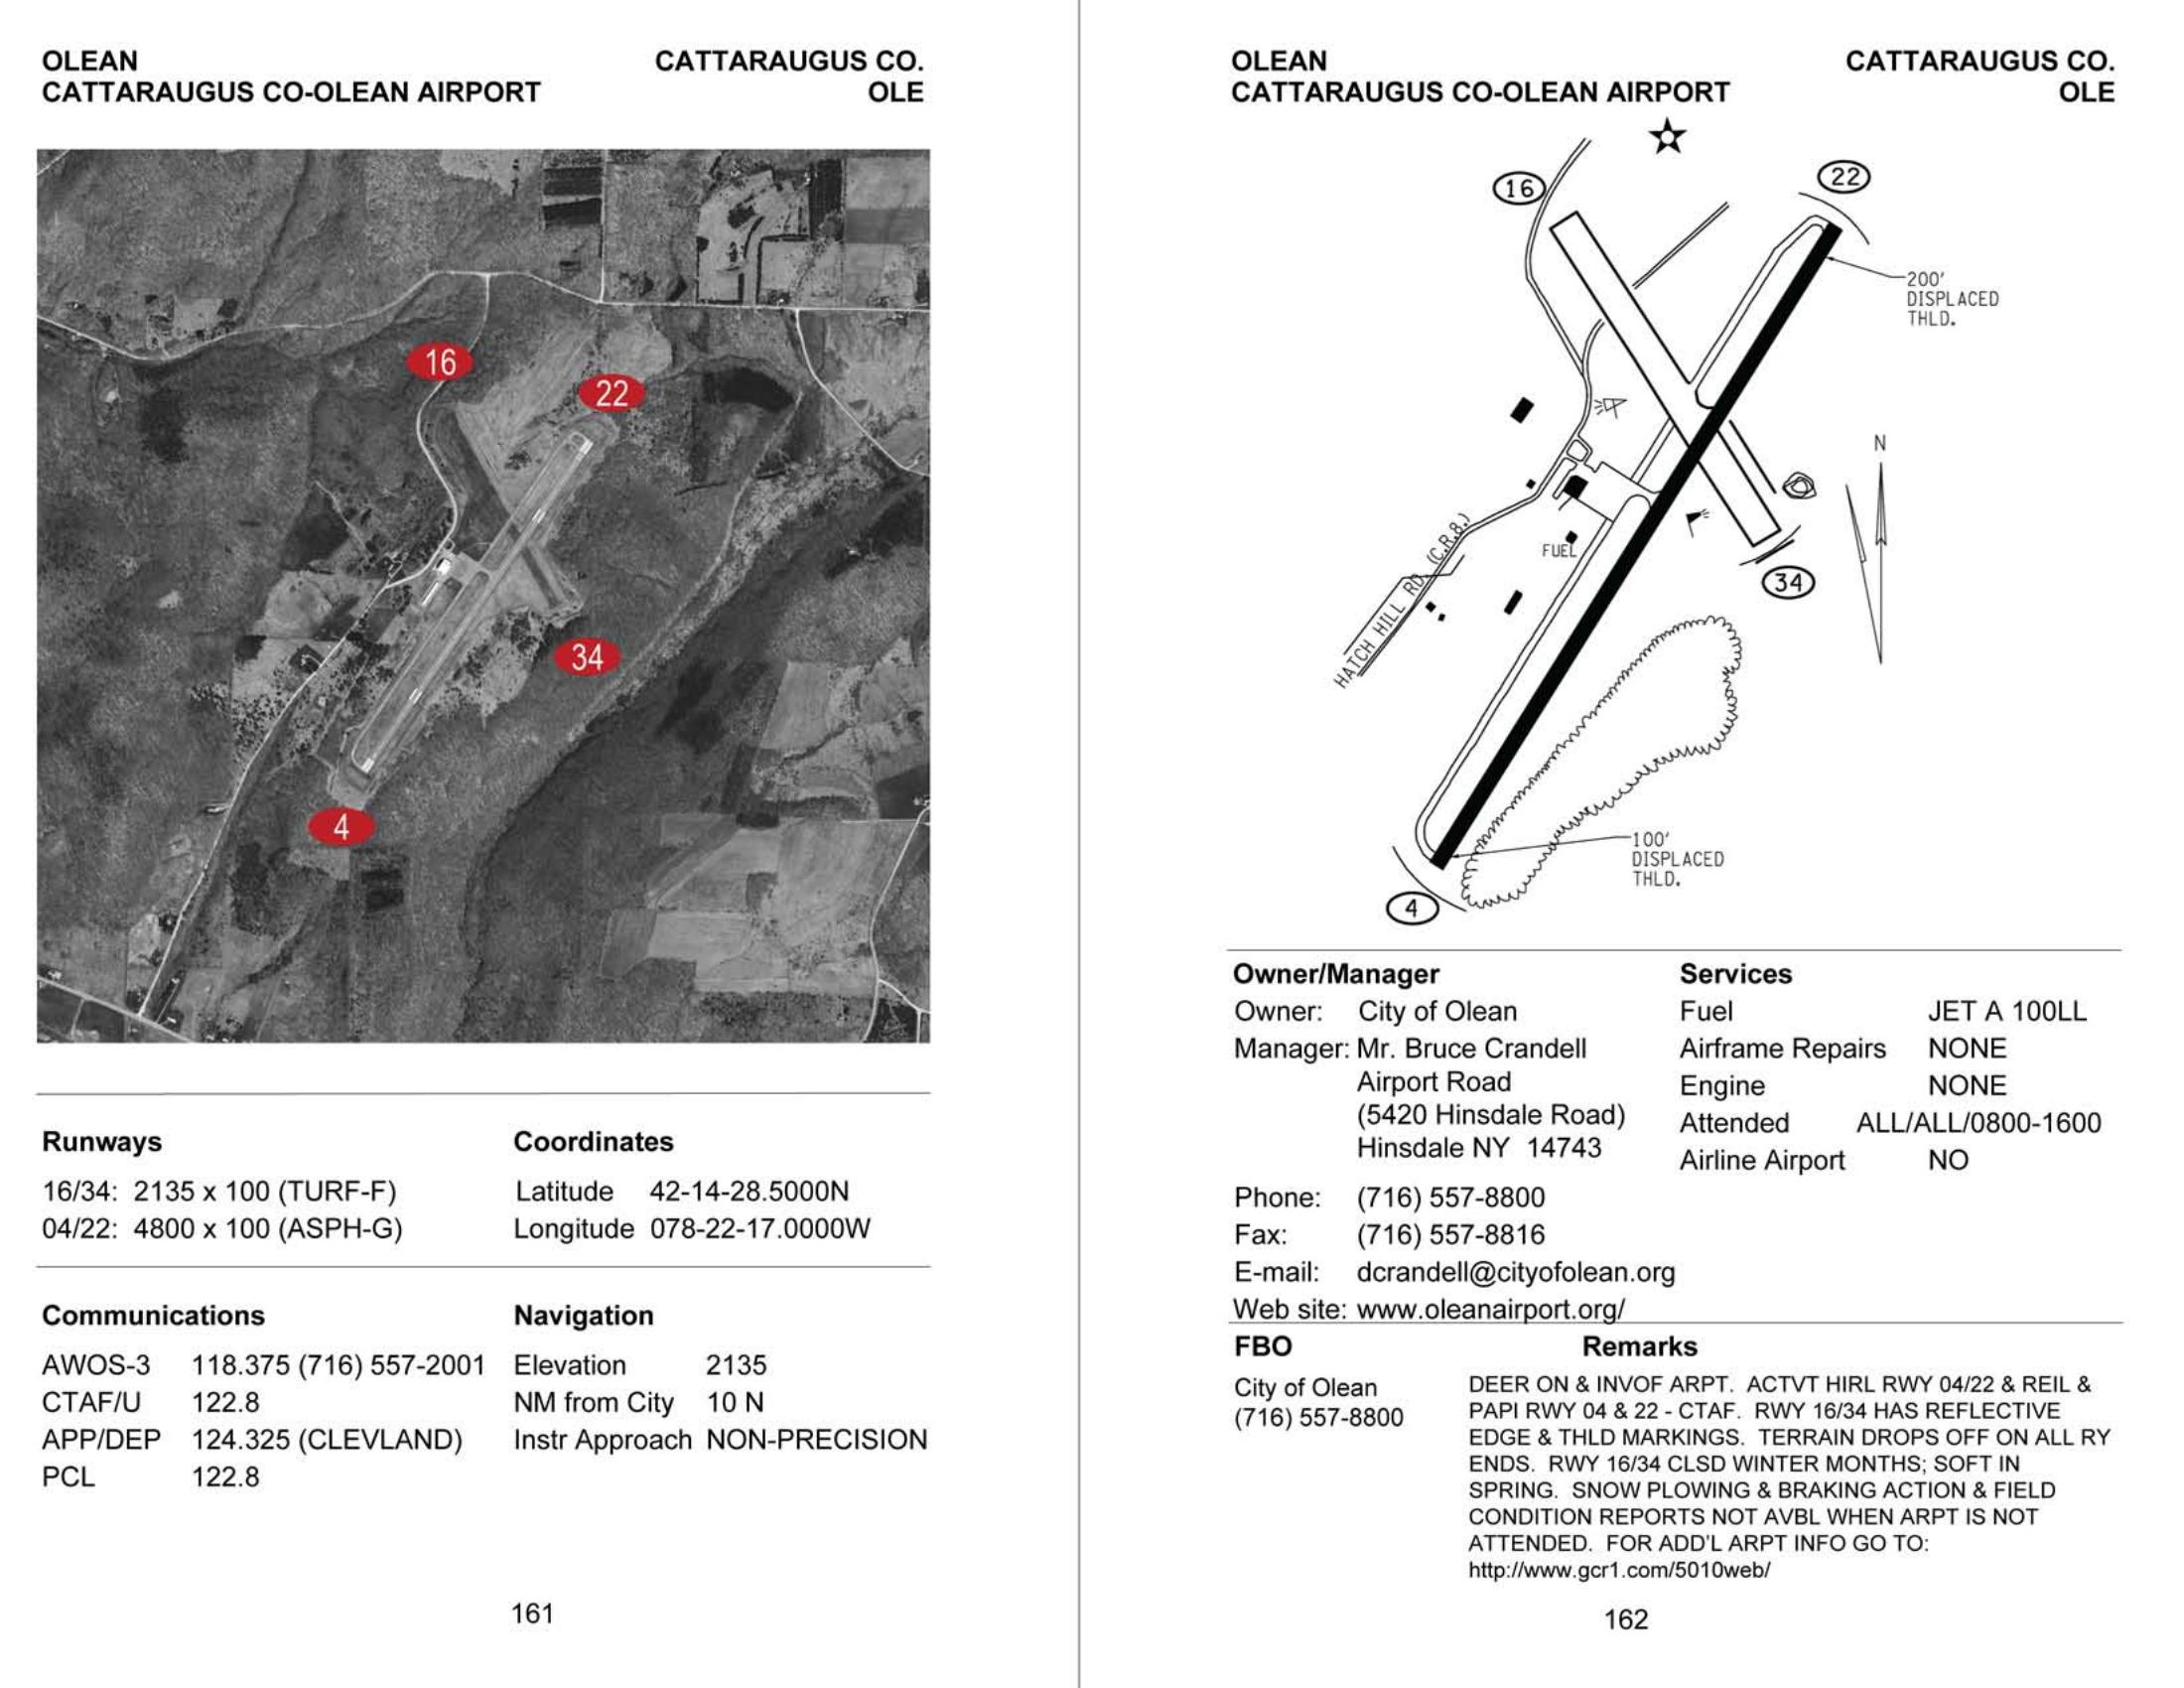 OLEAN CATTARAUGUS CO.
CATTARAUGUS CO-OLEAN AIRPORT OLE
16
22
34
4
Runways
16/34: 2135 x 100 (TURF-F)
04/22: 4800 x 100 (ASPH-G)
Coordinates
Latitude 42-14-28.5000N
Longitude 078-22-17.0000W
Communications
AWOS-3 118.375 (716) 557-2001
CTAF/U 122.8
APP/DEP 124.325 (CLEVLAND)
PCL 122.8
Navigation
Elevation 2135
NM from City 10 N
Instr Approach NON-PRECISION
161
OLEAN CATTARAUGUS CO.
CATTARAUGUS CO-OLEAN AIRPORT OLE
16
22
200'
DISPLACED
THLD.
N
HATCH HILL RD. (C.R.8.)
FUEL
34
100'
DISPLACED
THLD.
4
Owner/Manager
Owner: City of Olean
Manager: Mr. Bruce Crandell
Airport Road
(5420 Hinsdale Road)
Hinsdale NY 14743
Phone: (716) 557-8800
Fax: (716) 557-8816
E-mail: dcrandell@cityofolean.org
Web site: www.oleanairport.org/
Services
Fuel JET A 100LL
Airframe Repairs NONE
Engine NONE
Attended ALL/ALL/0800-1600
Airline Airport NO
FBO
City of Olean
(716) 557-8800
Remarks
DEER ON & INVOF ARPT. ACTVT HIRL RWY 04/22 & REIL &
PAPI RWY 04 & 22 - CTAF. RWY 16/34 HAS REFLECTIVE
EDGE & THLD MARKINGS. TERRAIN DROPS OFF ON ALL RY
ENDS. RWY 16/34 CLSD WINTER MONTHS; SOFT IN
SPRING. SNOW PLOWING & BRAKING ACTION & FIELD
CONDITION REPORTS NOT AVBL WHEN ARPT IS NOT
ATTENDED. FOR ADD'L ARPT INFO GO TO:
http://www.gcr1.com/5010web/
162